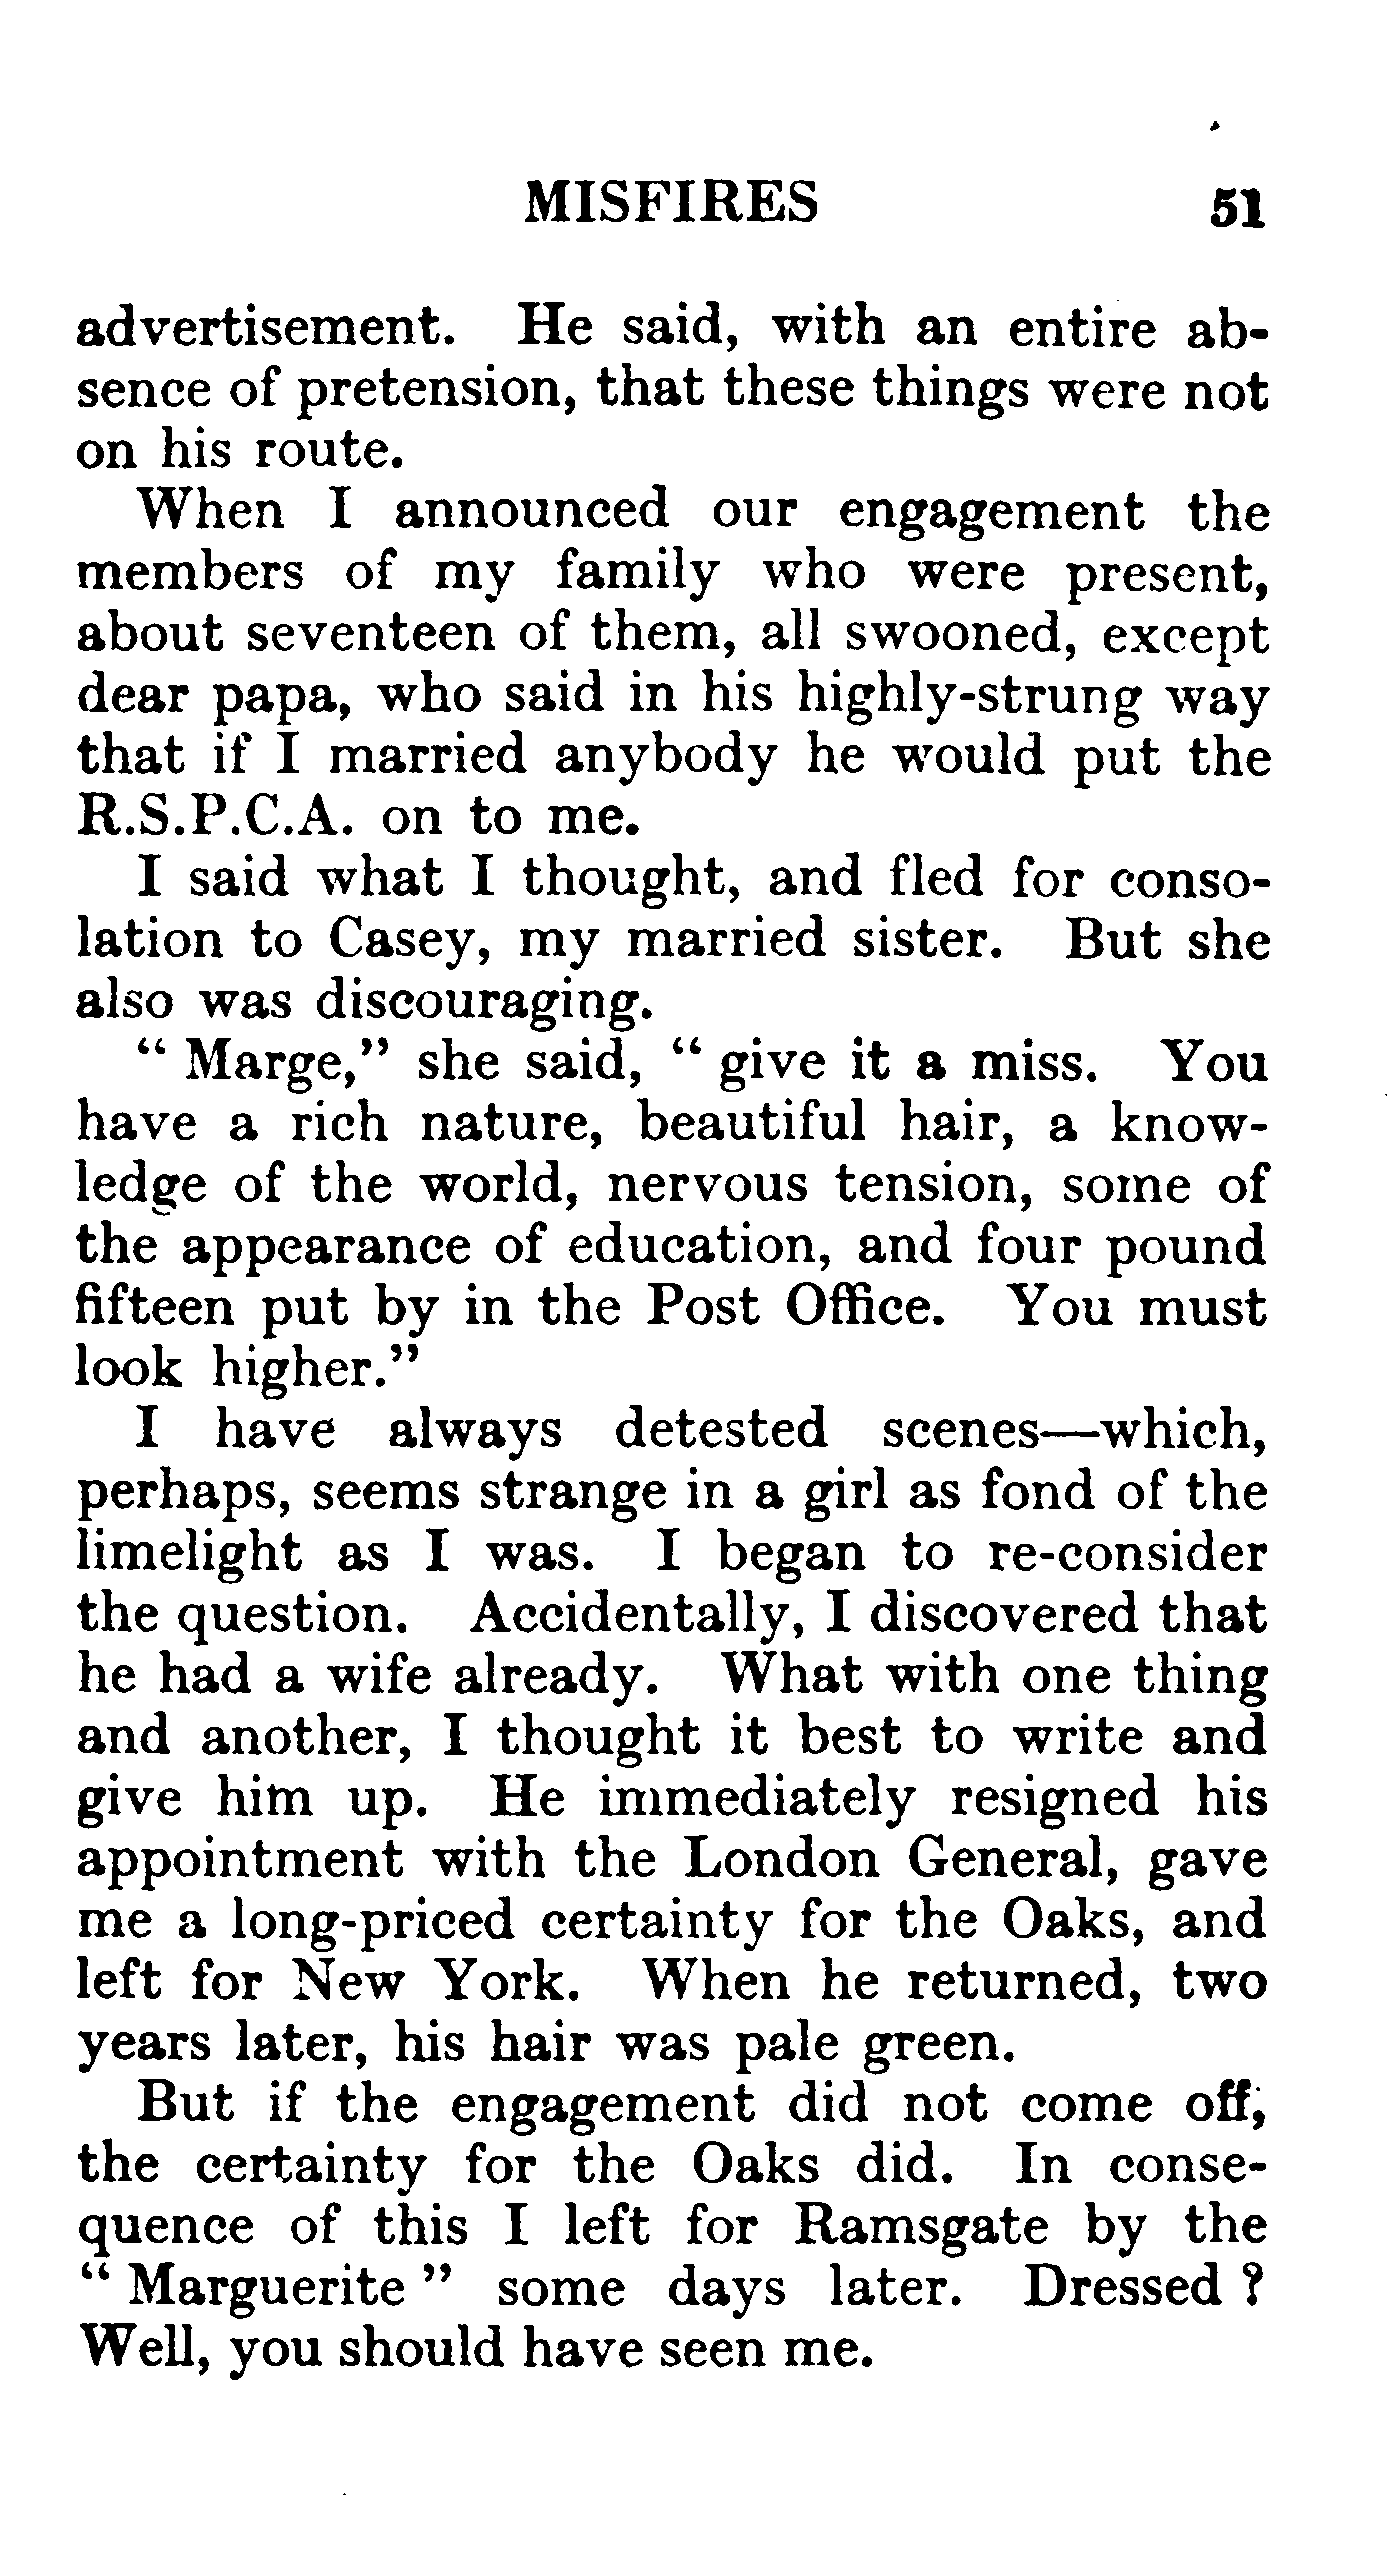 MISFIRES 51
advertisement. He said, with an entire ab-
sence of pretension, that these things were not
on his route.
When I announced our engagement the
members of my family who were present,
about seventeen of them, all swooned, except
dear papa, who said in his highly-strung way
that if I married anybody he would put the
R.S.P.C.A. on to me.
I said what I thought, and fled for conso-
lation to Casey, my married sister. But she
also was discouraging.
“ Marge,” she said, “ give it a miss. You
have a rich nature, beautiful hair, a know-
ledge of the world, nervous tension, some of
the appearance of education, and four pound
fifteen put by in the Post Office. You must
look higher.”
I have always detested scenes—which,
perhaps, seems strange in a girl as fond of the
limelight as I was. I began to re-consider
the question. Accidentally, I discovered that
he had a wife already. What with one thing
and another, I thought it best to write and
give him up. He immediately resigned his
appointment with the London General, gave
me a long-priced certainty for the Oaks, and
left for New York. When he returned, two
years later, his hair was pale green.
But if the engagement did not come off,
the certainty for the Oaks did. In conse-
quence of this I left for Ramsgate by the
“ Marguerite ” some days later. Dressed ?
Well, you should have seen me.